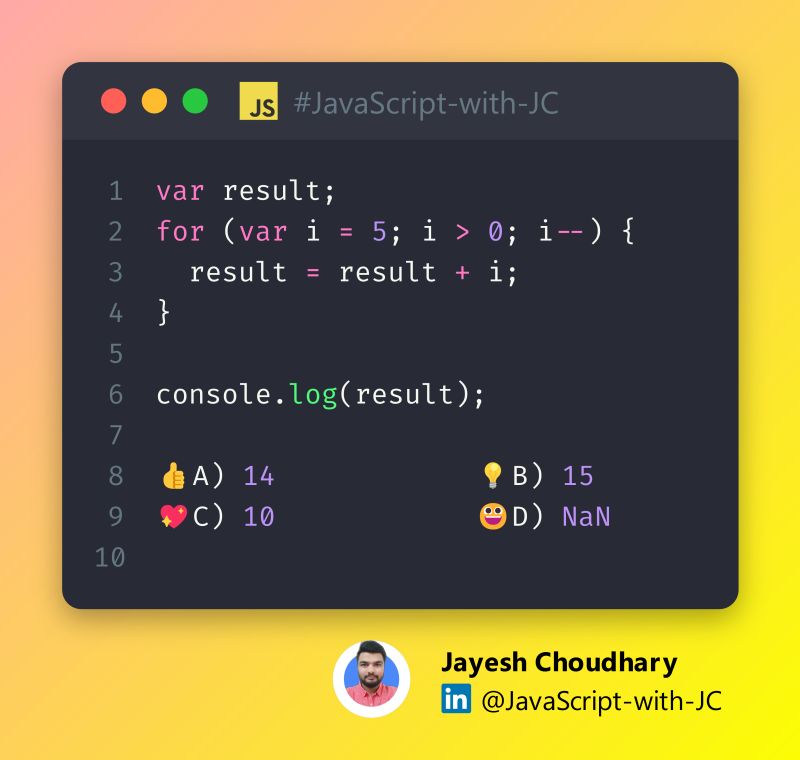 JS #JavaScript-with-JC
1 var result;
2 for (var i = 5; i > 0; i--) {
3   result = result + i;
4 }
5
6 console.log(result);
7
8 👍A) 14 💡B) 15
9 💖C) 10 😃D) NaN
10
Jayesh Choudhary
in @JavaScript-with-JC